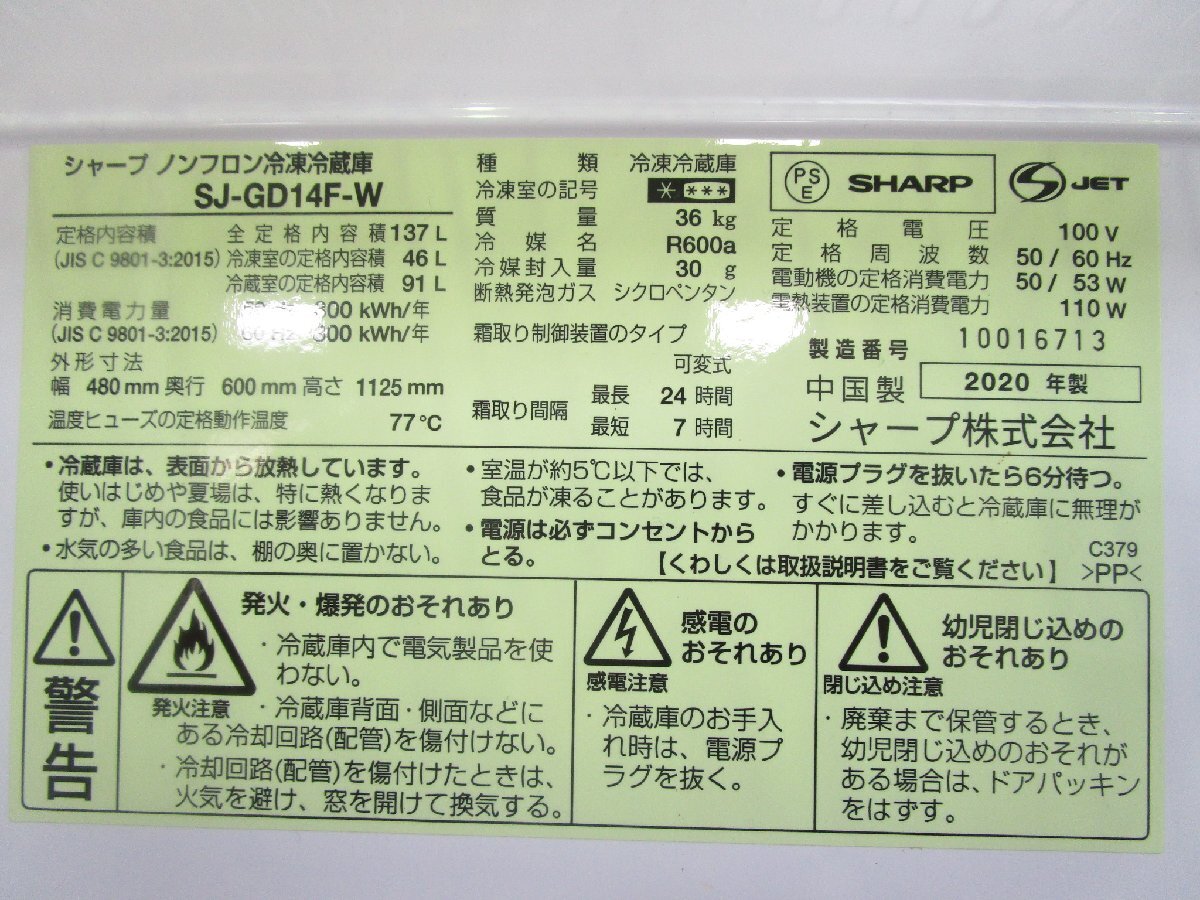 シャープ ノンフロン冷凍冷蔵庫
SJ-GD14F-W
定格内容積 全定格内容積 137 L
(JIS C 9801-3:2015) 冷凍室の定格内容積 46 L
冷蔵室の定格内容積 91 L
消費電力量 300 kWh/年
(JIS C 9801-3:2015) 60 Hz 300 kWh/年
外形寸法
幅 480 mm 奥行 600 mm 高さ 1125 mm
温度ヒューズの定格動作温度 77℃
種類 冷凍冷蔵庫
冷凍室の記号
質量 36 kg
冷媒名 R600a
冷媒封入量 30 g
断熱発泡ガス シクロペンタン
霜取り制御装置のタイプ
可変式
霜取り間隔 最長 24 時間
最短 7 時間
PSE SHARP JET
定格電圧 100 V
定格周波数 50 / 60 Hz
電動機の定格消費電力 50 / 53 W
電熱装置の定格消費電力 110 W
製造番号 10016713
中国製 2020 年製
シャープ株式会社
・冷蔵庫は、表面から放熱しています。
使いはじめや夏場は、特に熱くなりま
すが、庫内の食品には影響ありません。
・水気の多い食品は、棚の奥に置かない。
・室温が約5℃以下では、
食品が凍ることがあります。
・電源は必ずコンセントから
とる。
・電源プラグを抜いたら6分待つ。
すぐに差し込むと冷蔵庫に無理が
かかります。
【くわしくは取扱説明書をご覧ください】
C379
>PP<
警告
発火・爆発のおそれあり
発火注意
・冷蔵庫内で電気製品を使
わない。
・冷蔵庫背面・側面などに
ある冷却回路(配管)を傷付けない。
・冷却回路(配管)を傷付けたときは、
火気を避け、窓を開けて換気する。
感電の
おそれあり
感電注意
・冷蔵庫のお手入
れ時は、電源プ
ラグを抜く。
幼児閉じ込めの
おそれあり
閉じ込め注意
・廃棄まで保管するとき、
幼児閉じ込めのおそれが
ある場合は、ドアパッキン
をはずす。